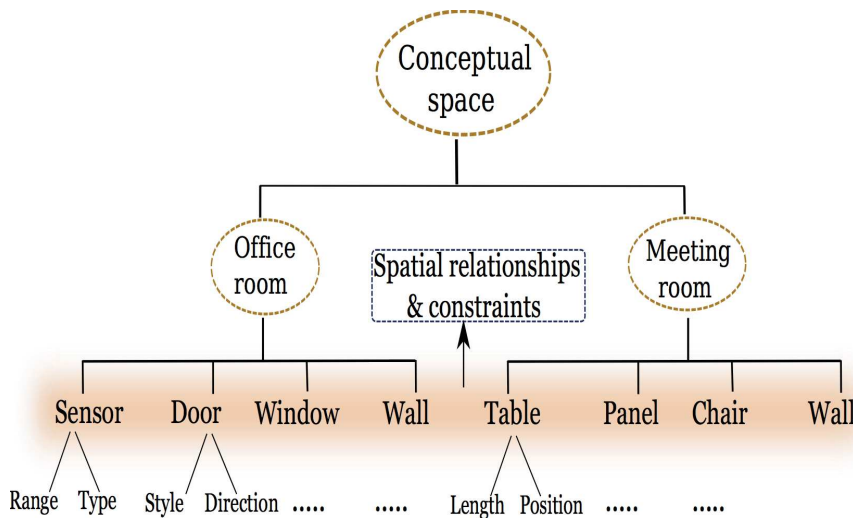 Conceptual
space
Office
room
Spatial relationships
& constraints
Meeting
room
Sensor Door Window Wall Table Panel Chair Wall
Range Type Style Direction ..... ..... Length Position ..... .....